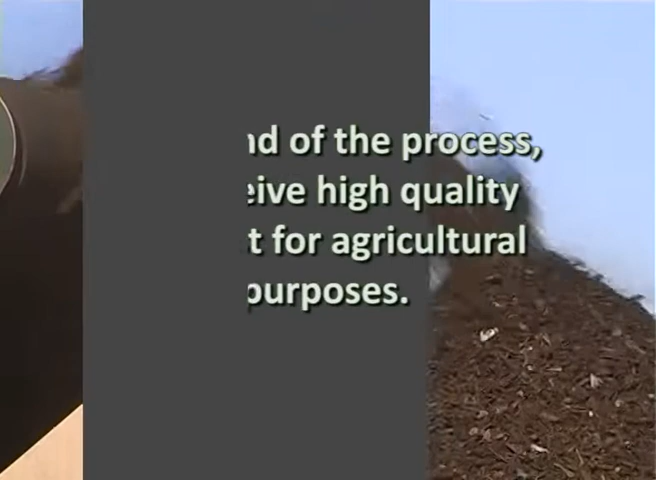 of the process,
high quality
for agricultural
purposes.